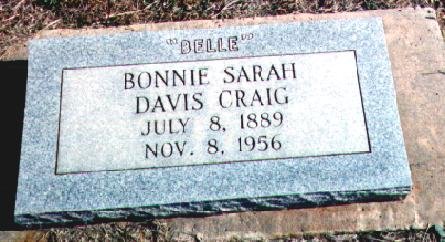 "BELLE"
BONNIE SARAH
DAVIS CRAIG
JULY 8, 1889
NOV. 8, 1956